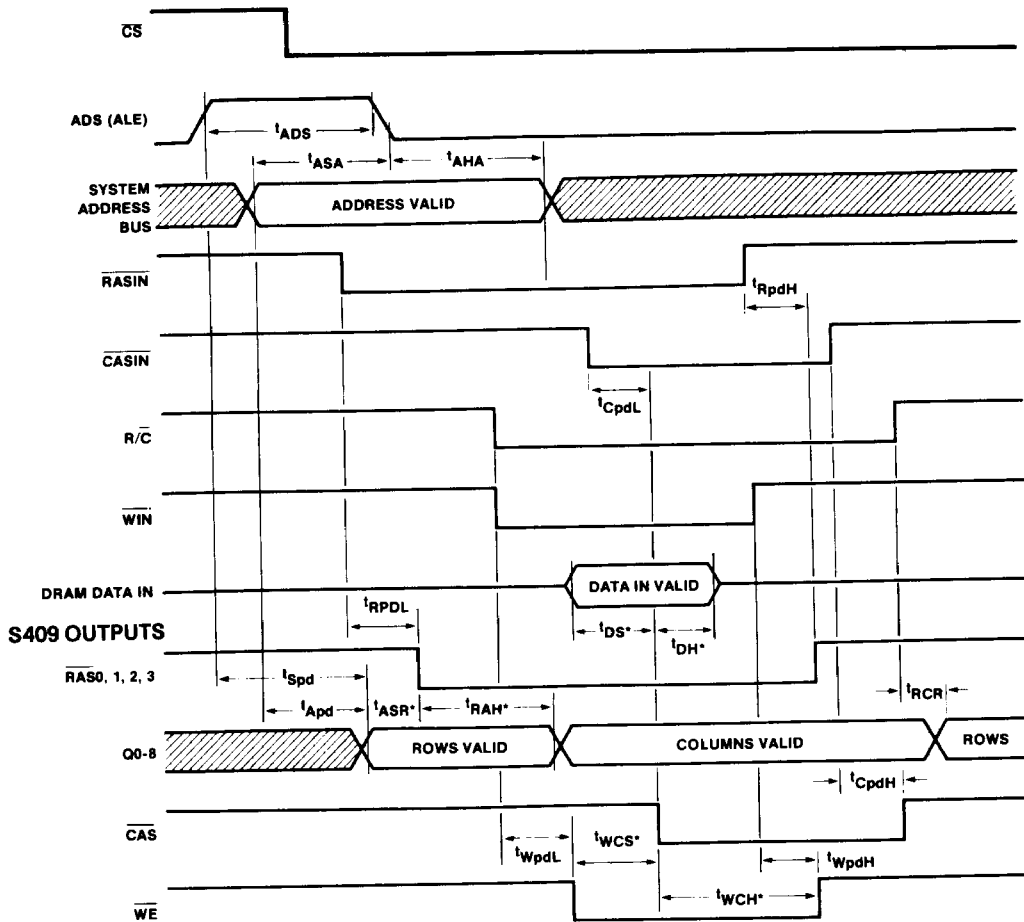 CS
ADS (ALE)
tADS
tASA
tAHA
SYSTEM
ADDRESS
BUS
ADDRESS VALID
RASIN
tRpdH
CASIN
tCpdL
R/C
WIN
DRAM DATA IN
DATA IN VALID
tRPDL
tDS*
tDH*
S409 OUTPUTS
RAS0, 1, 2, 3
tSpd
tRCR
tApd
tASR*
tRAH*
Q0-8
ROWS VALID
COLUMNS VALID
ROWS
tCpdH
CAS
tWpdL
tWCS*
tWpdH
tWCH*
WE